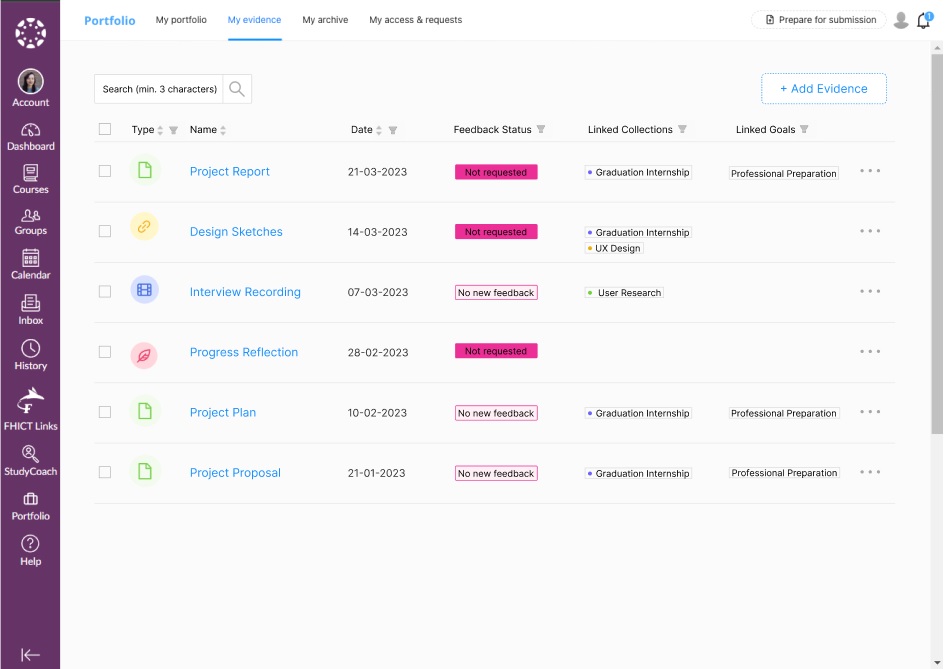 Portfolio My portfolio My evidence My archive My access & requests Prepare for submission 1
Account
Dashboard
Courses
Groups
Calendar
Inbox
History
FHICT Links
StudyCoach
Portfolio
Help
Search (min. 3 characters) + Add Evidence
Type Name Date Feedback Status Linked Collections Linked Goals
Project Report 21-03-2023 Not requested Graduation Internship Professional Preparation
Design Sketches 14-03-2023 Not requested Graduation Internship
UX Design
Interview Recording 07-03-2023 No new feedback User Research
Progress Reflection 28-02-2023 Not requested
Project Plan 10-02-2023 No new feedback Graduation Internship Professional Preparation
Project Proposal 21-01-2023 No new feedback Graduation Internship Professional Preparation